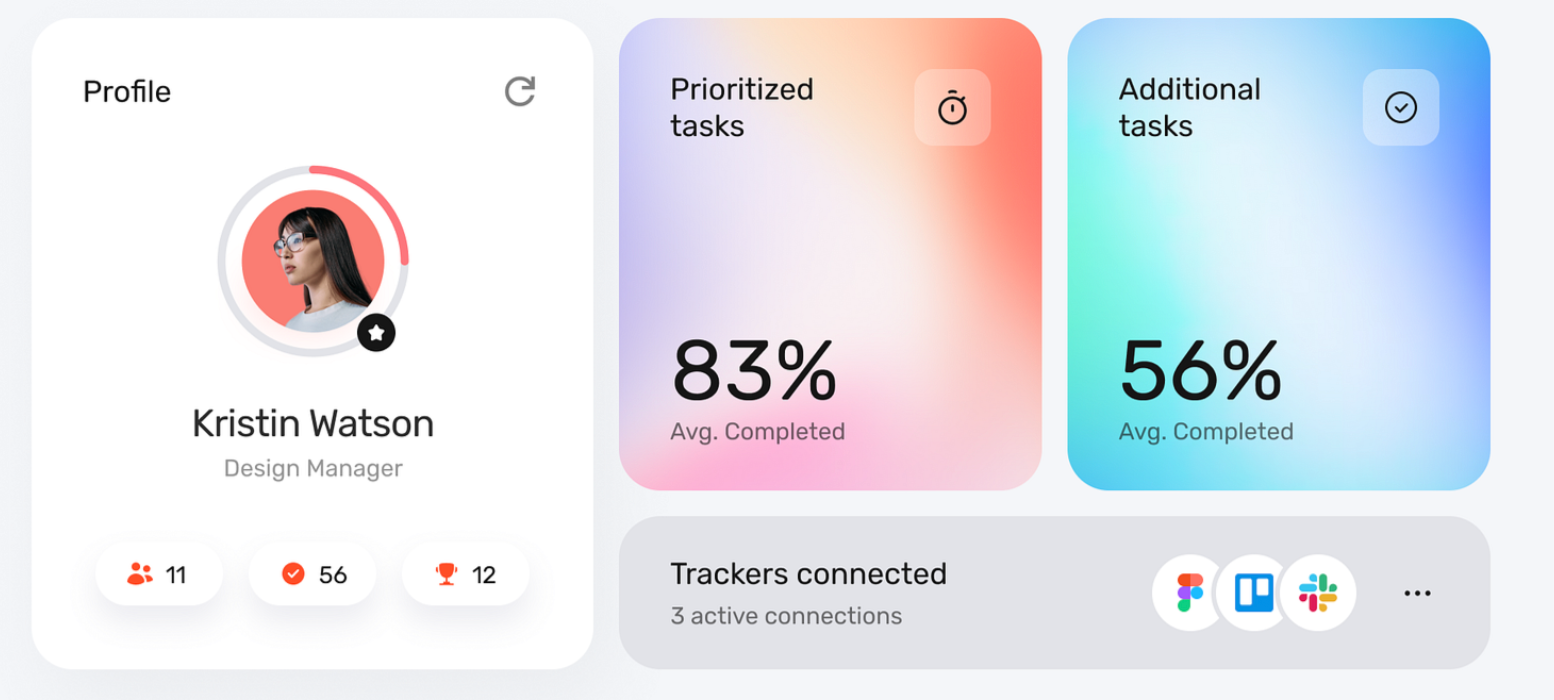 Profile
Kristin Watson
Design Manager
11
56
12
Prioritized
tasks
83%
Avg. Completed
Additional
tasks
56%
Avg. Completed
Trackers connected
3 active connections